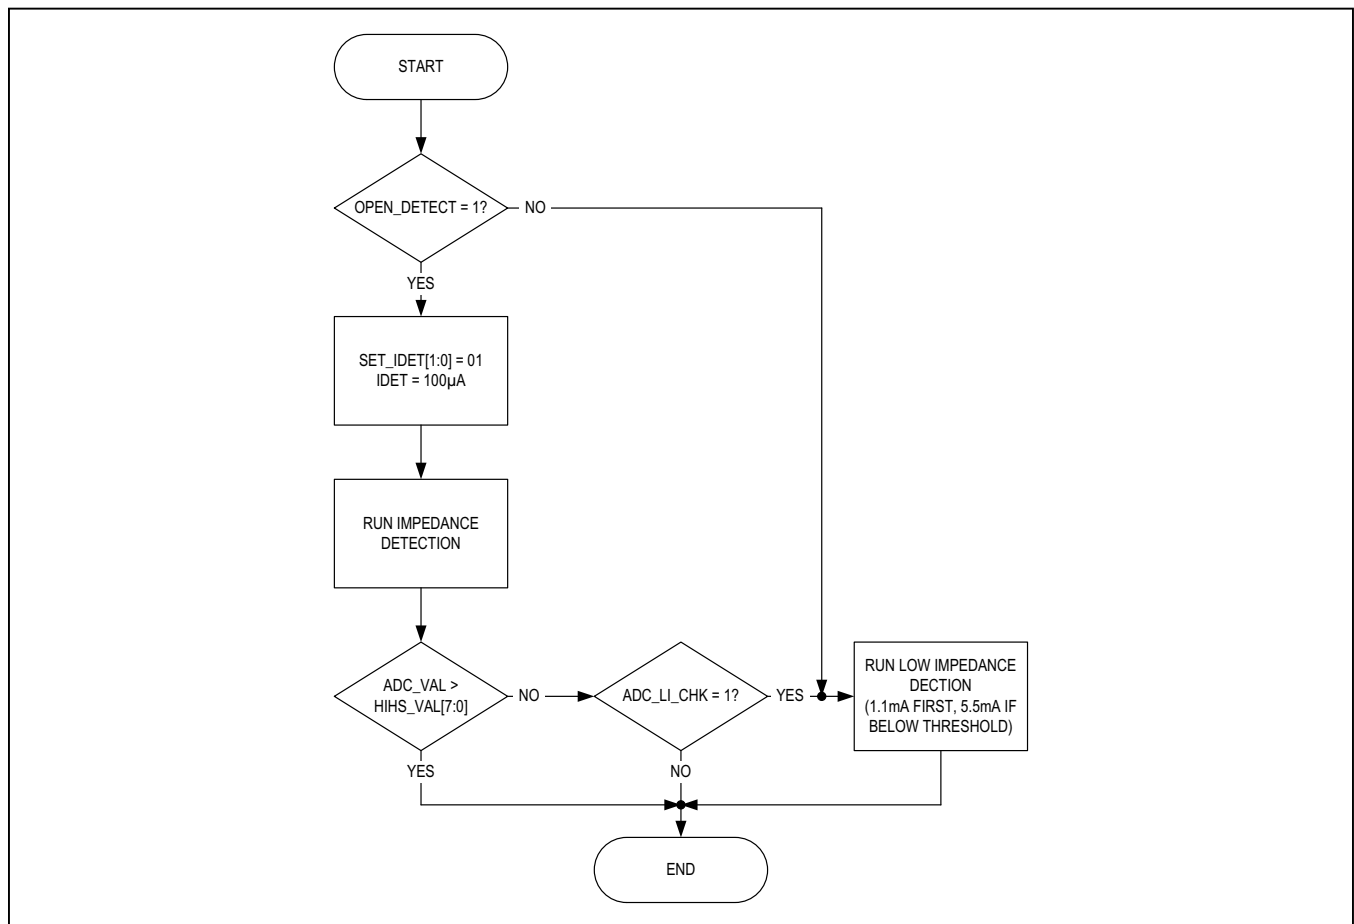 START
OPEN_DETECT = 1?
NO
YES
SET_IDET[1:0] = 01
IDET = 100µA
RUN IMPEDANCE
DETECTION
ADC_VAL >
HIHS_VAL[7:0]
NO
ADC_LI_CHK = 1?
YES
RUN LOW IMPEDANCE
DECTION
(1.1mA FIRST, 5.5mA IF
BELOW THRESHOLD)
YES
NO
END